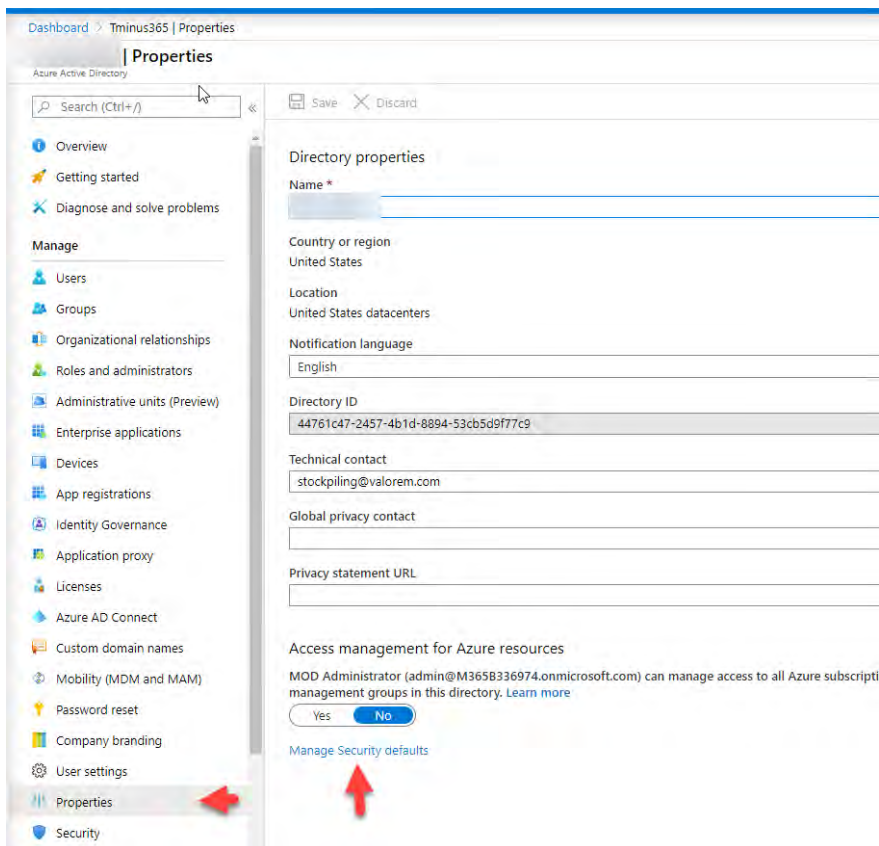 Dashboard > Tminus365 | Properties
| Properties
Azure Active Directory
Search (Ctrl+/)
«
Save
Discard
Overview
Getting started
Diagnose and solve problems
Manage
Users
Groups
Organizational relationships
Roles and administrators
Administrative units (Preview)
Enterprise applications
Devices
App registrations
Identity Governance
Application proxy
Licenses
Azure AD Connect
Custom domain names
Mobility (MDM and MAM)
Password reset
Company branding
User settings
Properties
Security
Directory properties
Name *
Country or region
United States
Location
United States datacenters
Notification language
English
Directory ID
44761c47-2457-4b1d-8894-53cb5d9f77c9
Technical contact
stockpiling@valorem.com
Global privacy contact
Privacy statement URL
Access management for Azure resources
MOD Administrator (admin@M365B336974.onmicrosoft.com) can manage access to all Azure subscripti
management groups in this directory. Learn more
Yes No
Manage Security defaults